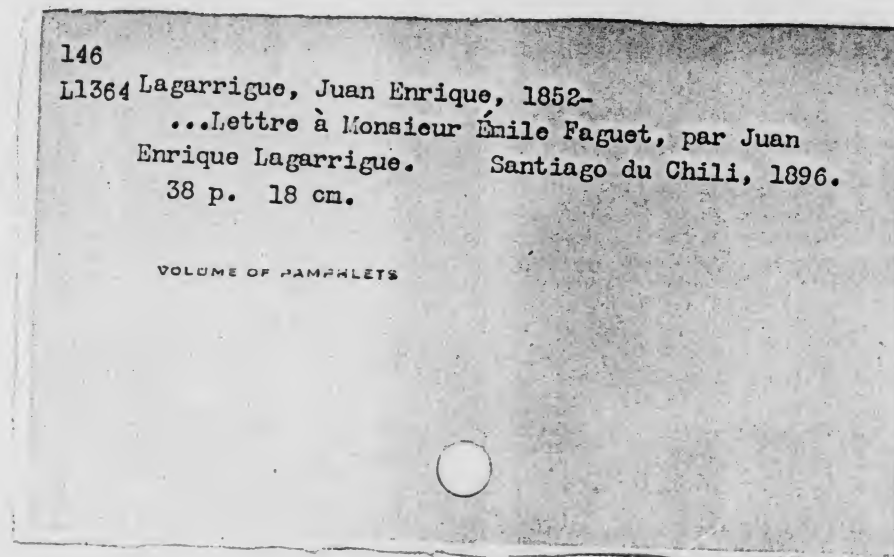 146
L1364 Lagarrigue, Juan Enrique, 1852-
...Lettre à Monsieur Émile Faguet, par Juan
Enrique Lagarrigue. Santiago du Chili, 1896.
38 p. 18 cm.
VOLUME OF PAMPHLETS